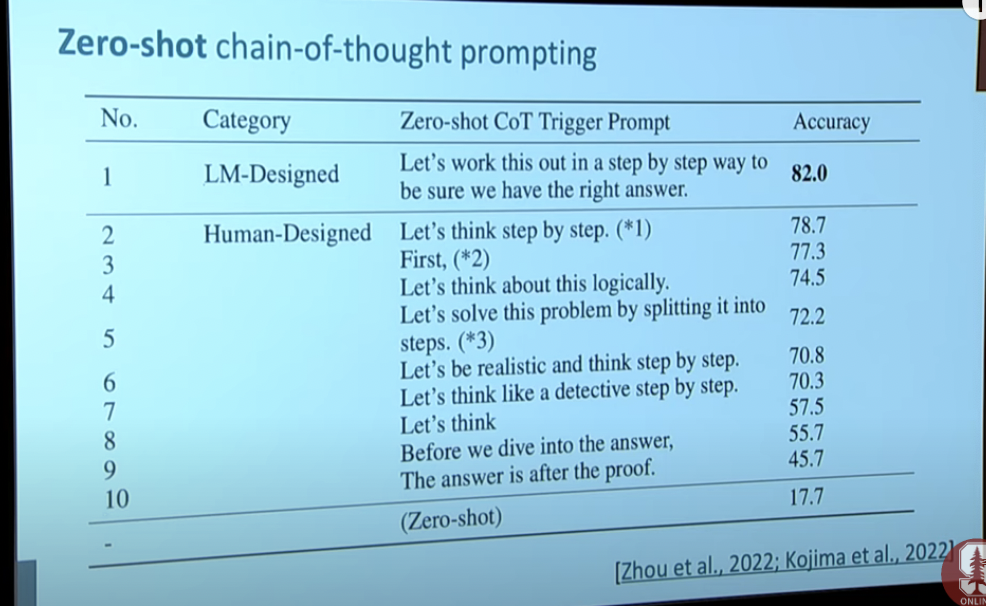 Zero-shot chain-of-thought prompting
No. Category Zero-shot CoT Trigger Prompt Accuracy
1 LM-Designed Let's work this out in a step by step way to
be sure we have the right answer. 82.0
2 Human-Designed Let's think step by step. (*1) 78.7
3 First, (*2) 77.3
4 Let's think about this logically. 74.5
5 Let's solve this problem by splitting it into
steps. (*3) 72.2
6 Let's be realistic and think step by step. 70.8
7 Let's think like a detective step by step. 70.3
8 Let's think 57.5
9 Before we dive into the answer, 55.7
10 The answer is after the proof. 45.7
- (Zero-shot) 17.7
[Zhou et al., 2022; Kojima et al., 2022]
S